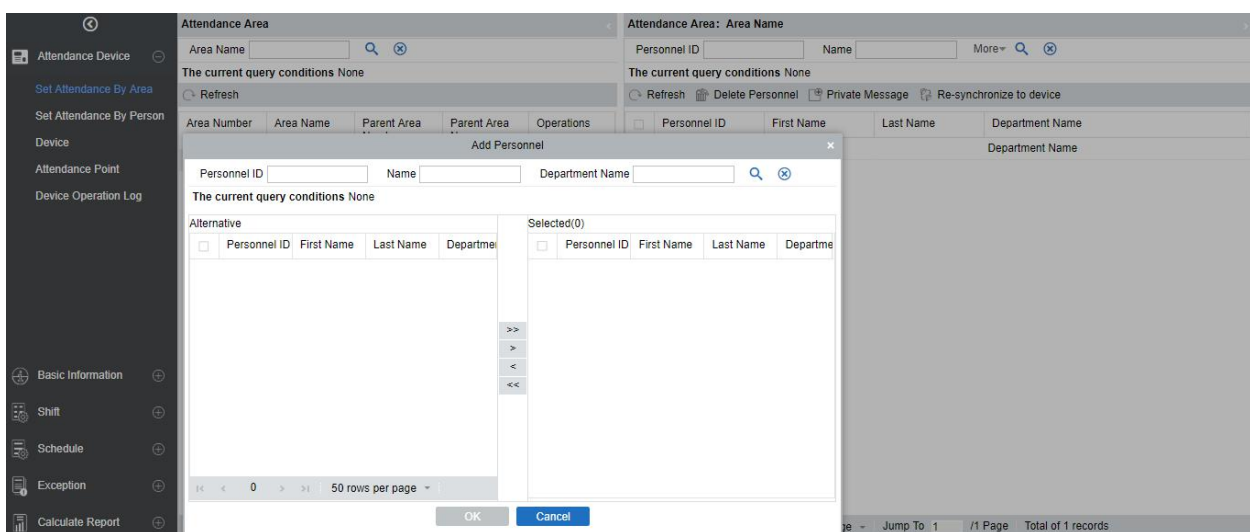 Attendance Device
Set Attendance By Area
Set Attendance By Person
Device
Attendance Point
Device Operation Log
Basic Information
Shift
Schedule
Exception
Calculate Report
Attendance Area
Area Name
The current query conditions None
Refresh
Area Number Area Name Parent Area Parent Area Operations
Attendance Area: Area Name
Personnel ID Name More
The current query conditions None
Refresh Delete Personnel Private Message Re-synchronize to device
Personnel ID First Name Last Name Department Name
Department Name
Add Personnel ×
Personnel ID Name Department Name
The current query conditions None
Alternative
Personnel ID First Name Last Name Departme
Selected(0)
Personnel ID First Name Last Name Departme
>>
>
<
<<
0 50 rows per page
OK Cancel
Jump To 1 /1 Page Total of 1 records